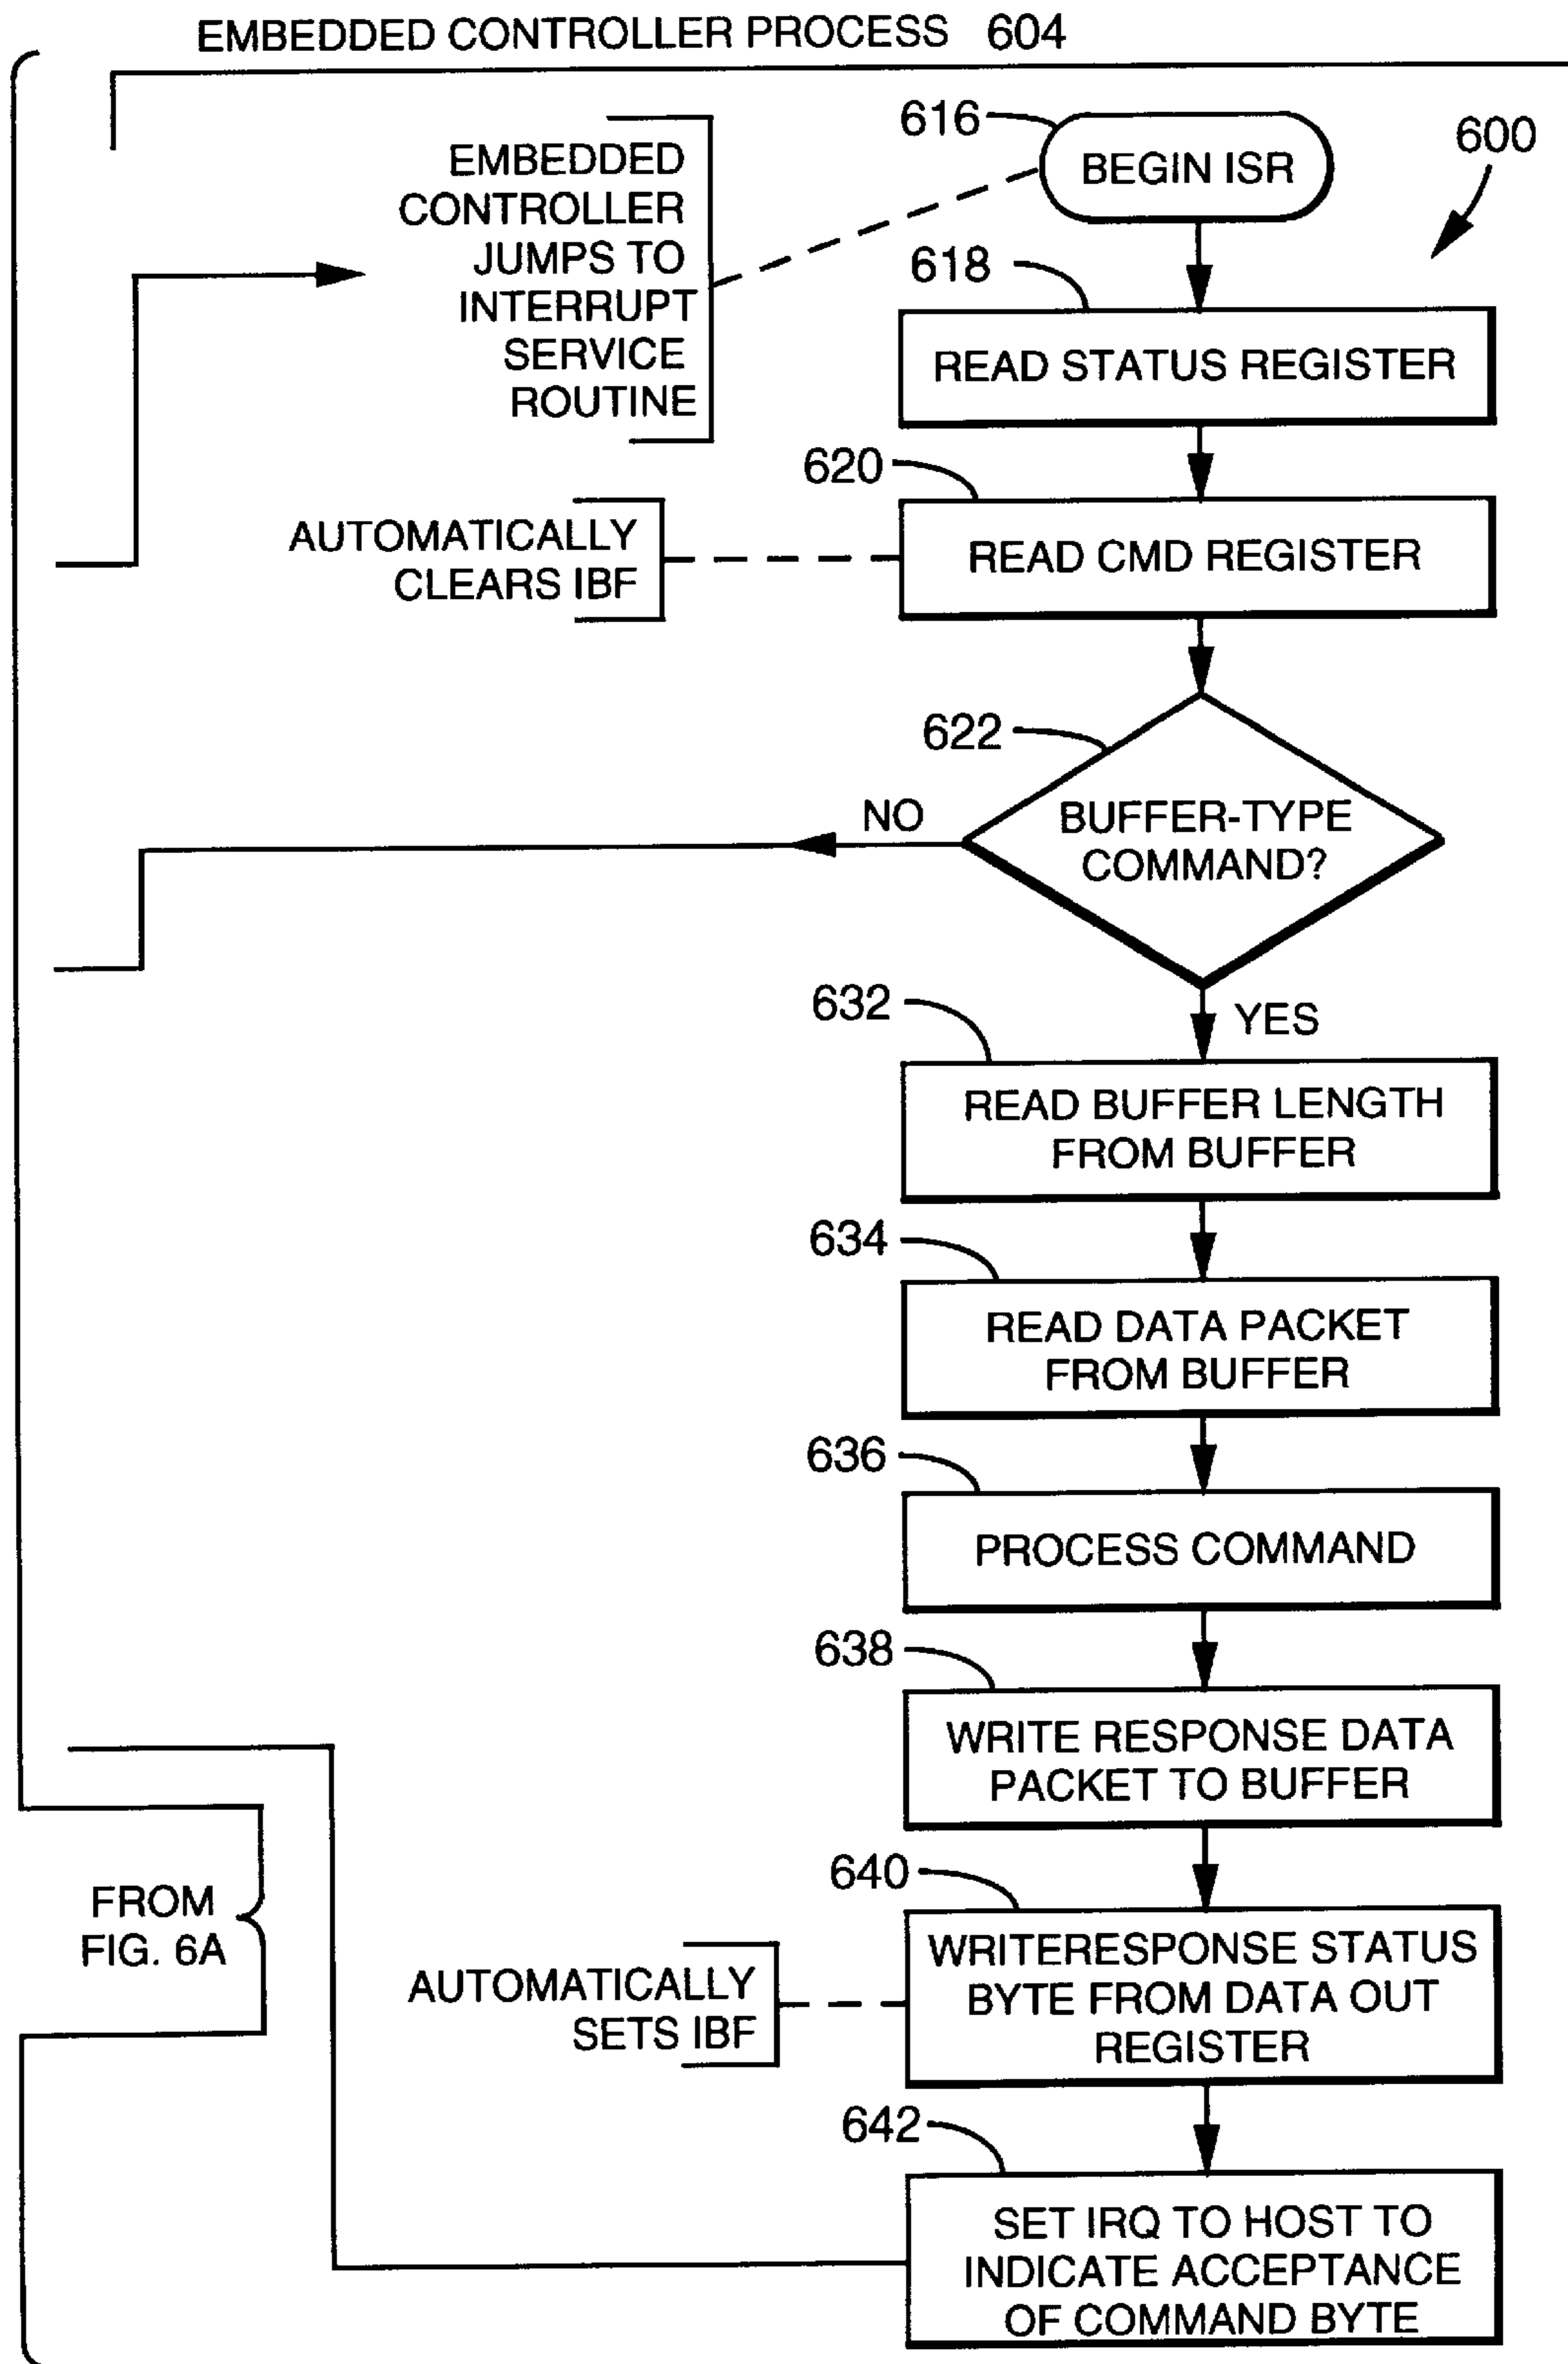 EMBEDDED CONTROLLER PROCESS 604
616
600
BEGIN ISR
EMBEDDED
CONTROLLER
JUMPS TO
INTERRUPT
SERVICE
ROUTINE
618
READ STATUS REGISTER
620
AUTOMATICALLY
CLEARS IBF
READ CMD REGISTER
622
NO
BUFFER-TYPE
COMMAND?
632
YES
READ BUFFER LENGTH
FROM BUFFER
634
READ DATA PACKET
FROM BUFFER
636
PROCESS COMMAND
638
WRITE RESPONSE DATA
PACKET TO BUFFER
FROM
FIG. 6A
640
AUTOMATICALLY
SETS IBF
WRITERESPONSE STATUS
BYTE FROM DATA OUT
REGISTER
642
SET IRQ TO HOST TO
INDICATE ACCEPTANCE
OF COMMAND BYTE